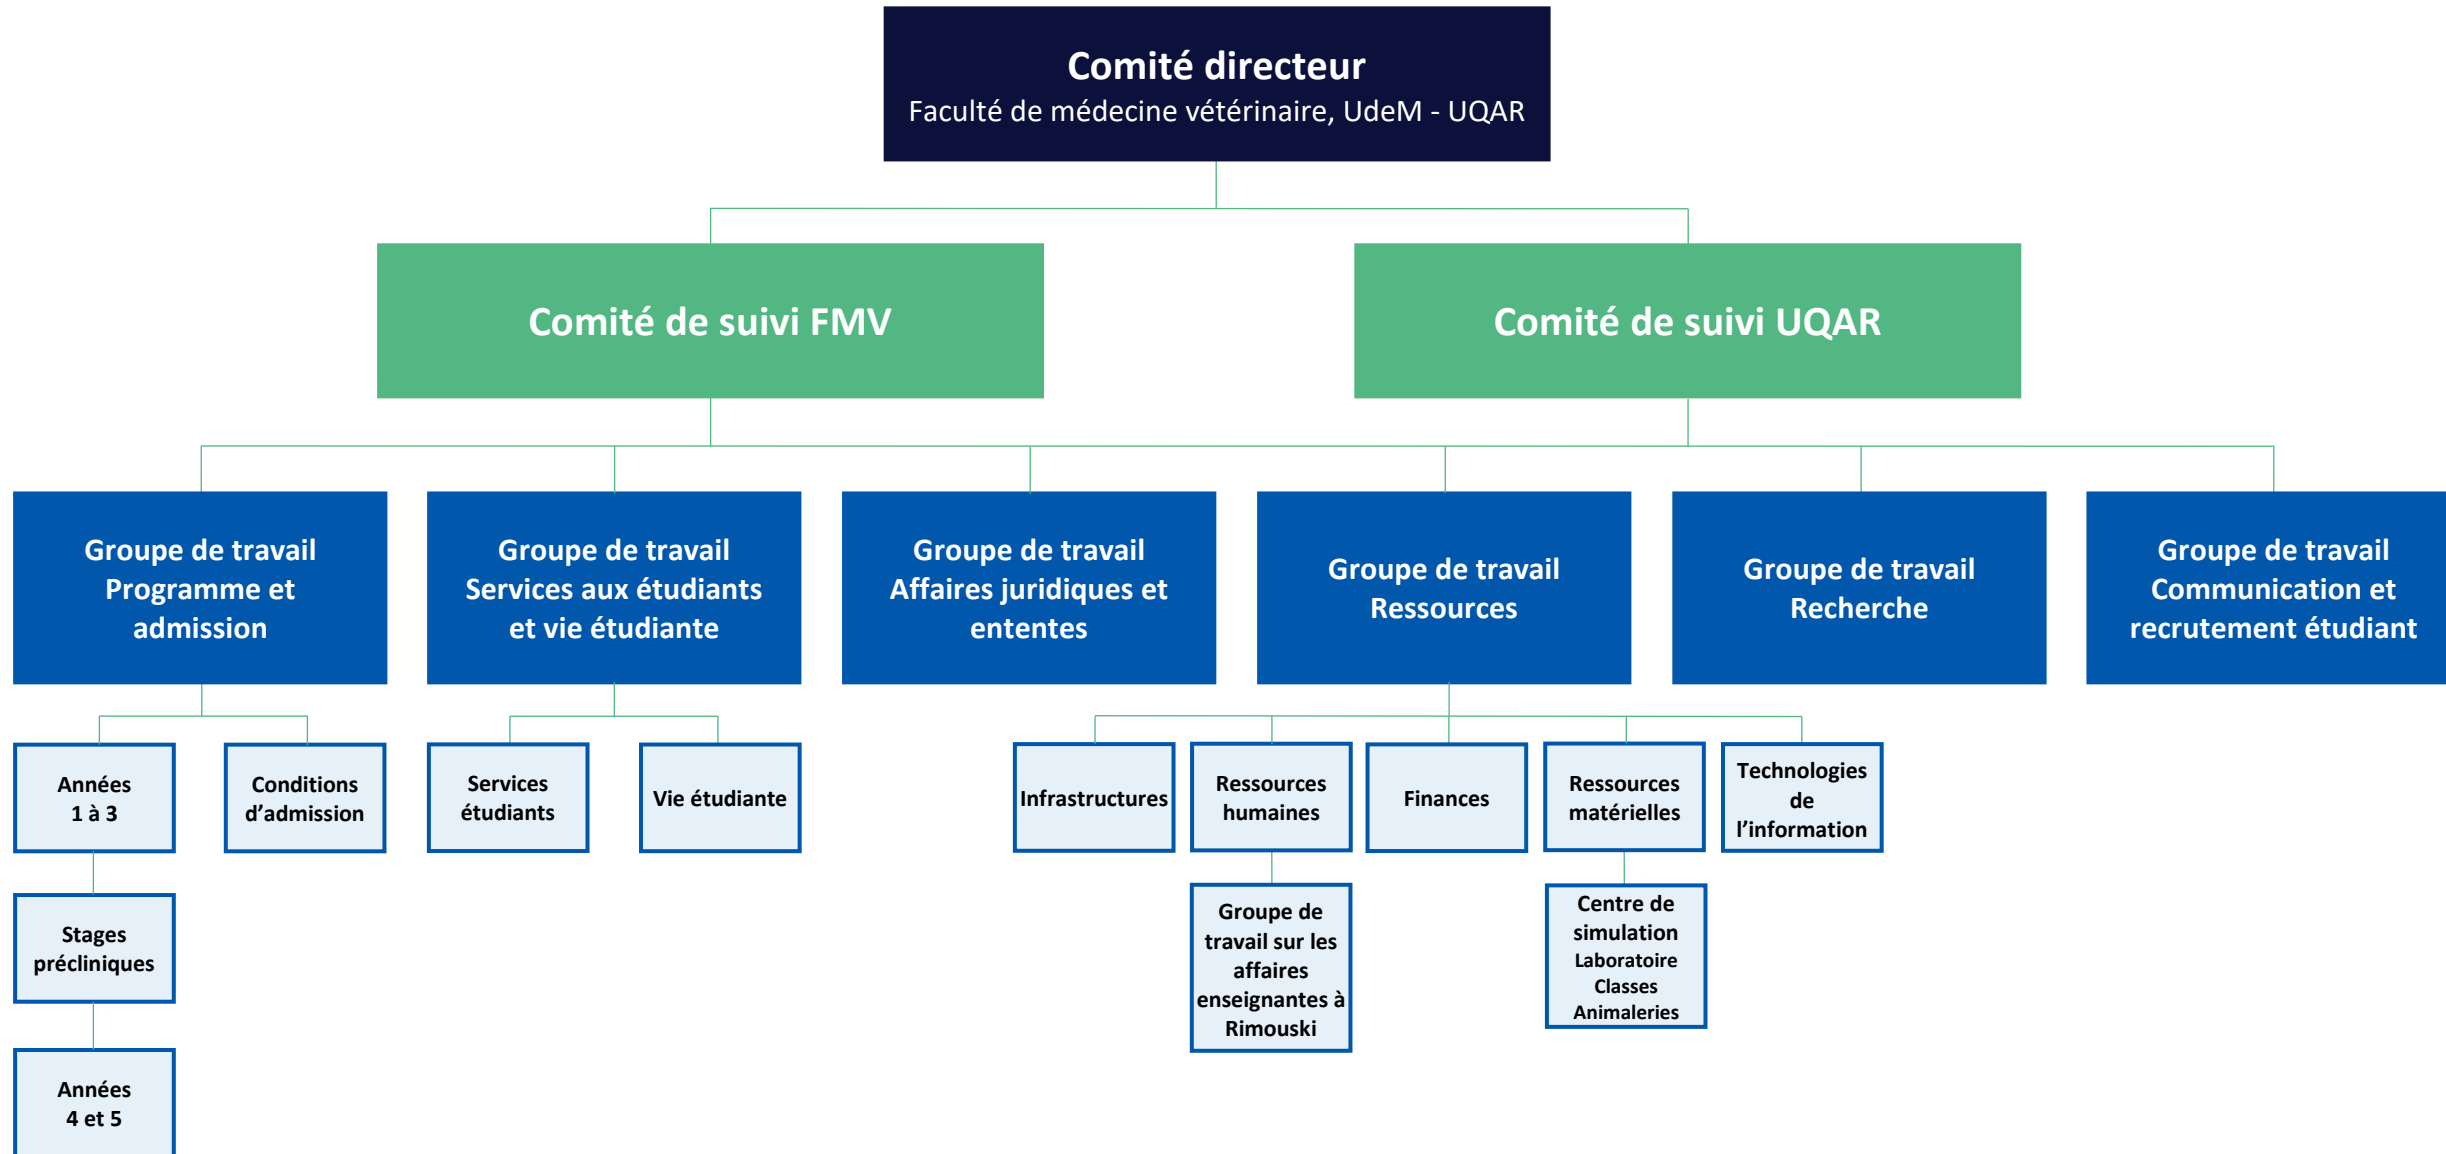 Comité directeur
Faculté de médecine vétérinaire, UdeM - UQAR
Comité de suivi FMV
Comité de suivi UQAR
Groupe de travail
Programme et
admission
Groupe de travail
Services aux étudiants
et vie étudiante
Groupe de travail
Affaires juridiques et
ententes
Groupe de travail
Ressources
Groupe de travail
Recherche
Groupe de travail
Communication et
recrutement étudiant
Années
1 à 3
Conditions
d’admission
Services
étudiants
Vie étudiante
Infrastructures
Ressources
humaines
Finances
Ressources
matérielles
Technologies
de
l’information
Stages
précliniques
Groupe de
travail sur les
affaires
enseignantes à
Rimouski
Centre de
simulation
Laboratoire
Classes
Animaleries
Années
4 et 5